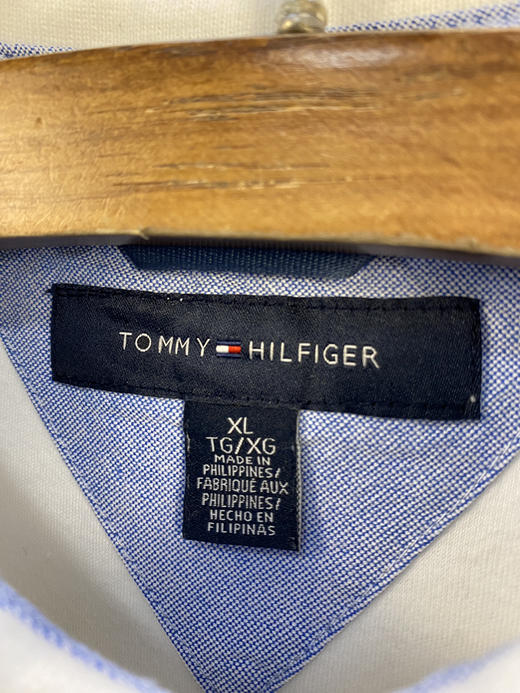 TOMMY HILFIGER
XL
TG/XG
MADE IN
PHILIPPINES/
FABRIQUÉ AUX
PHILIPPINES/
HECHO EN
FILIPINAS